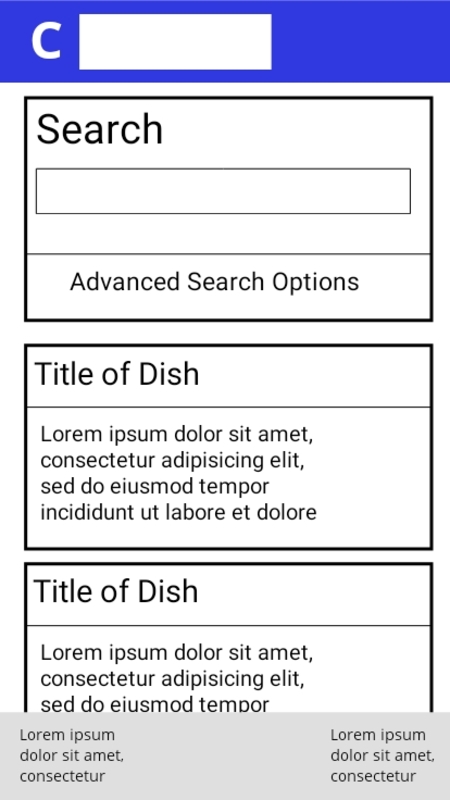 C
Search
Advanced Search Options
Title of Dish
Lorem ipsum dolor sit amet,
consectetur adipisicing elit,
sed do eiusmod tempor
incididunt ut labore et dolore
Title of Dish
Lorem ipsum dolor sit amet,
consectetur adipisicing elit,
sed do eiusmod tempor
Lorem ipsum
dolor sit amet,
consectetur
Lorem ipsum
dolor sit amet,
consectetur